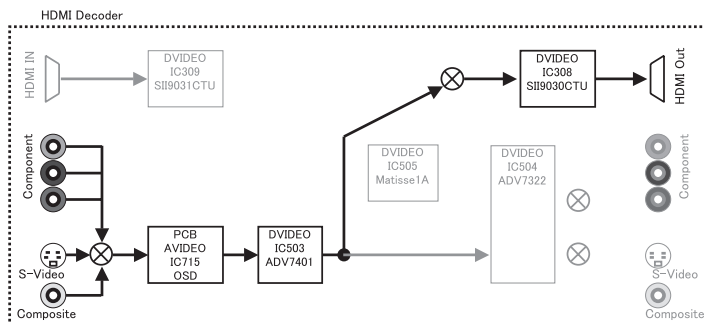 HDMI Decoder
HDMI IN
DVIDEO
IC309
SII9031CTU
DVIDEO
IC308
SII9030CTU
HDMI Out
Component
DVIDEO
IC505
Matisse1A
DVIDEO
IC504
ADV7322
Component
PCB
AVIDEO
IC715
OSD
DVIDEO
IC503
ADV7401
S-Video
Composite
S-Video
Composite